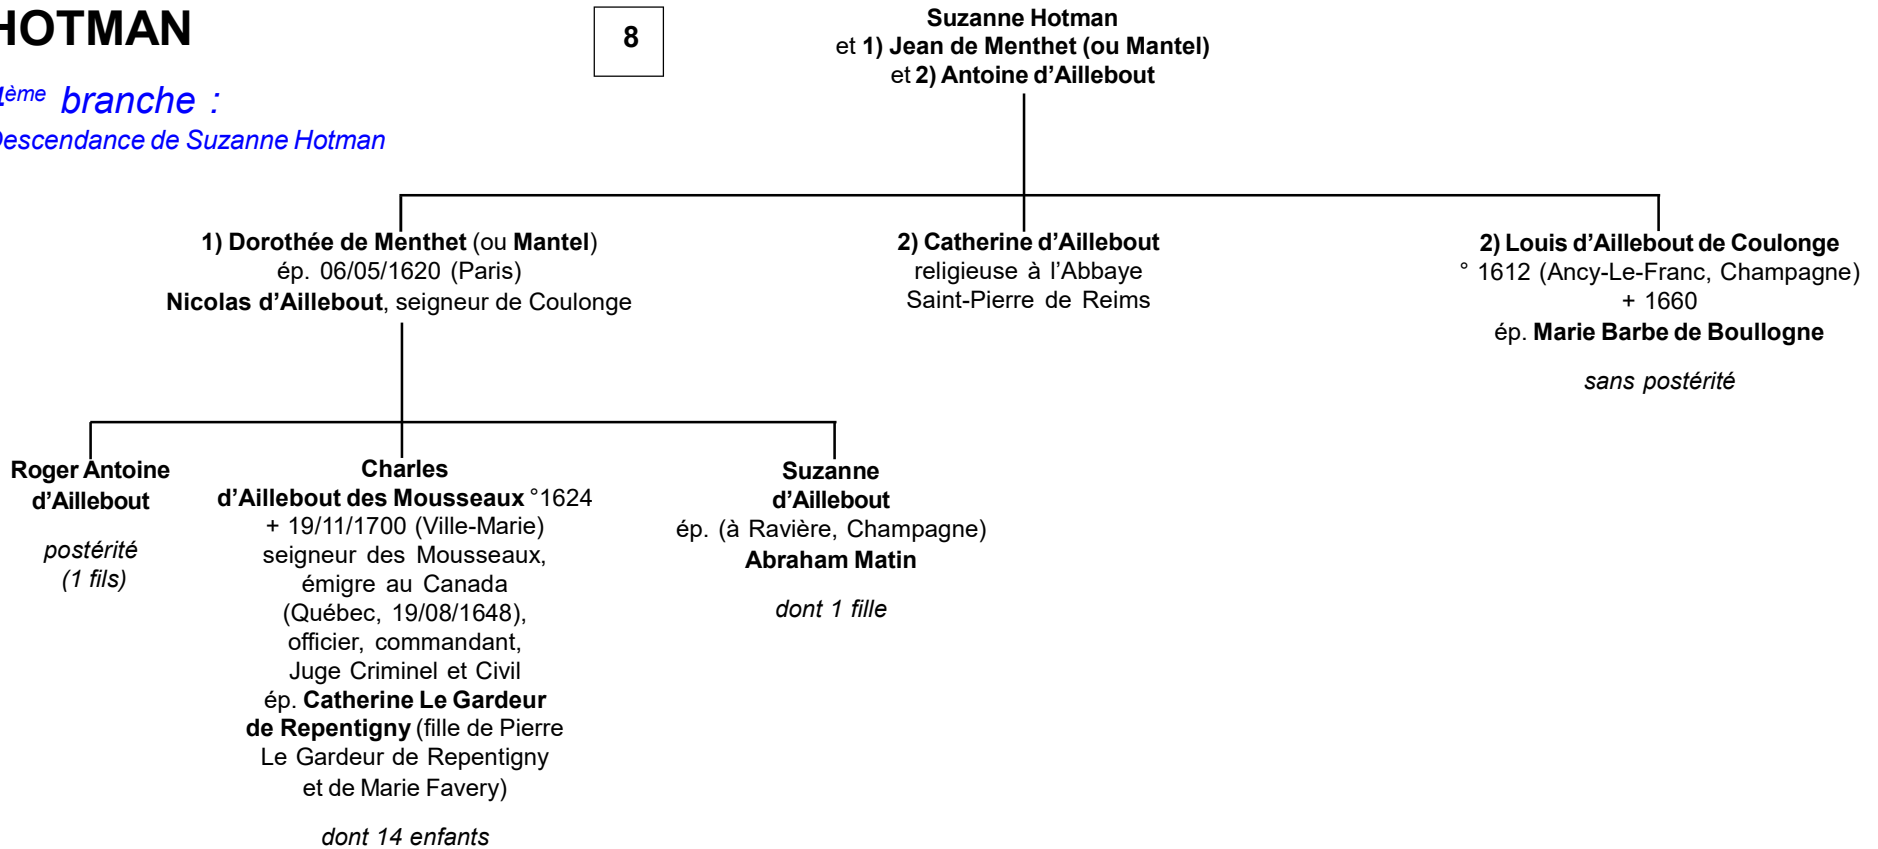 HOTMAN
8
ème branche :
Descendance de Suzanne Hotman
Suzanne Hotman
et 1) Jean de Menthet (ou Mantel)
et 2) Antoine d’Aillebout
1) Dorothée de Menthet (ou Mantel)
ép. 06/05/1620 (Paris)
Nicolas d’Aillebout, seigneur de Coulonge
2) Catherine d’Aillebout
religieuse à l’Abbaye
Saint-Pierre de Reims
2) Louis d’Aillebout de Coulonge
° 1612 (Ancy-Le-Franc, Champagne)
+ 1660
ép. Marie Barbe de Boullogne
sans postérité
Roger Antoine
d’Aillebout
postérité
(1 fils)
Charles
d’Aillebout des Mousseaux °1624
+ 19/11/1700 (Ville-Marie)
seigneur des Mousseaux,
émigre au Canada
(Québec, 19/08/1648),
officier, commandant,
Juge Criminel et Civil
ép. Catherine Le Gardeur
de Repentigny (fille de Pierre
Le Gardeur de Repentigny
et de Marie Favery)
dont 14 enfants
Suzanne
d’Aillebout
ép. (à Ravière, Champagne)
Abraham Matin
dont 1 fille